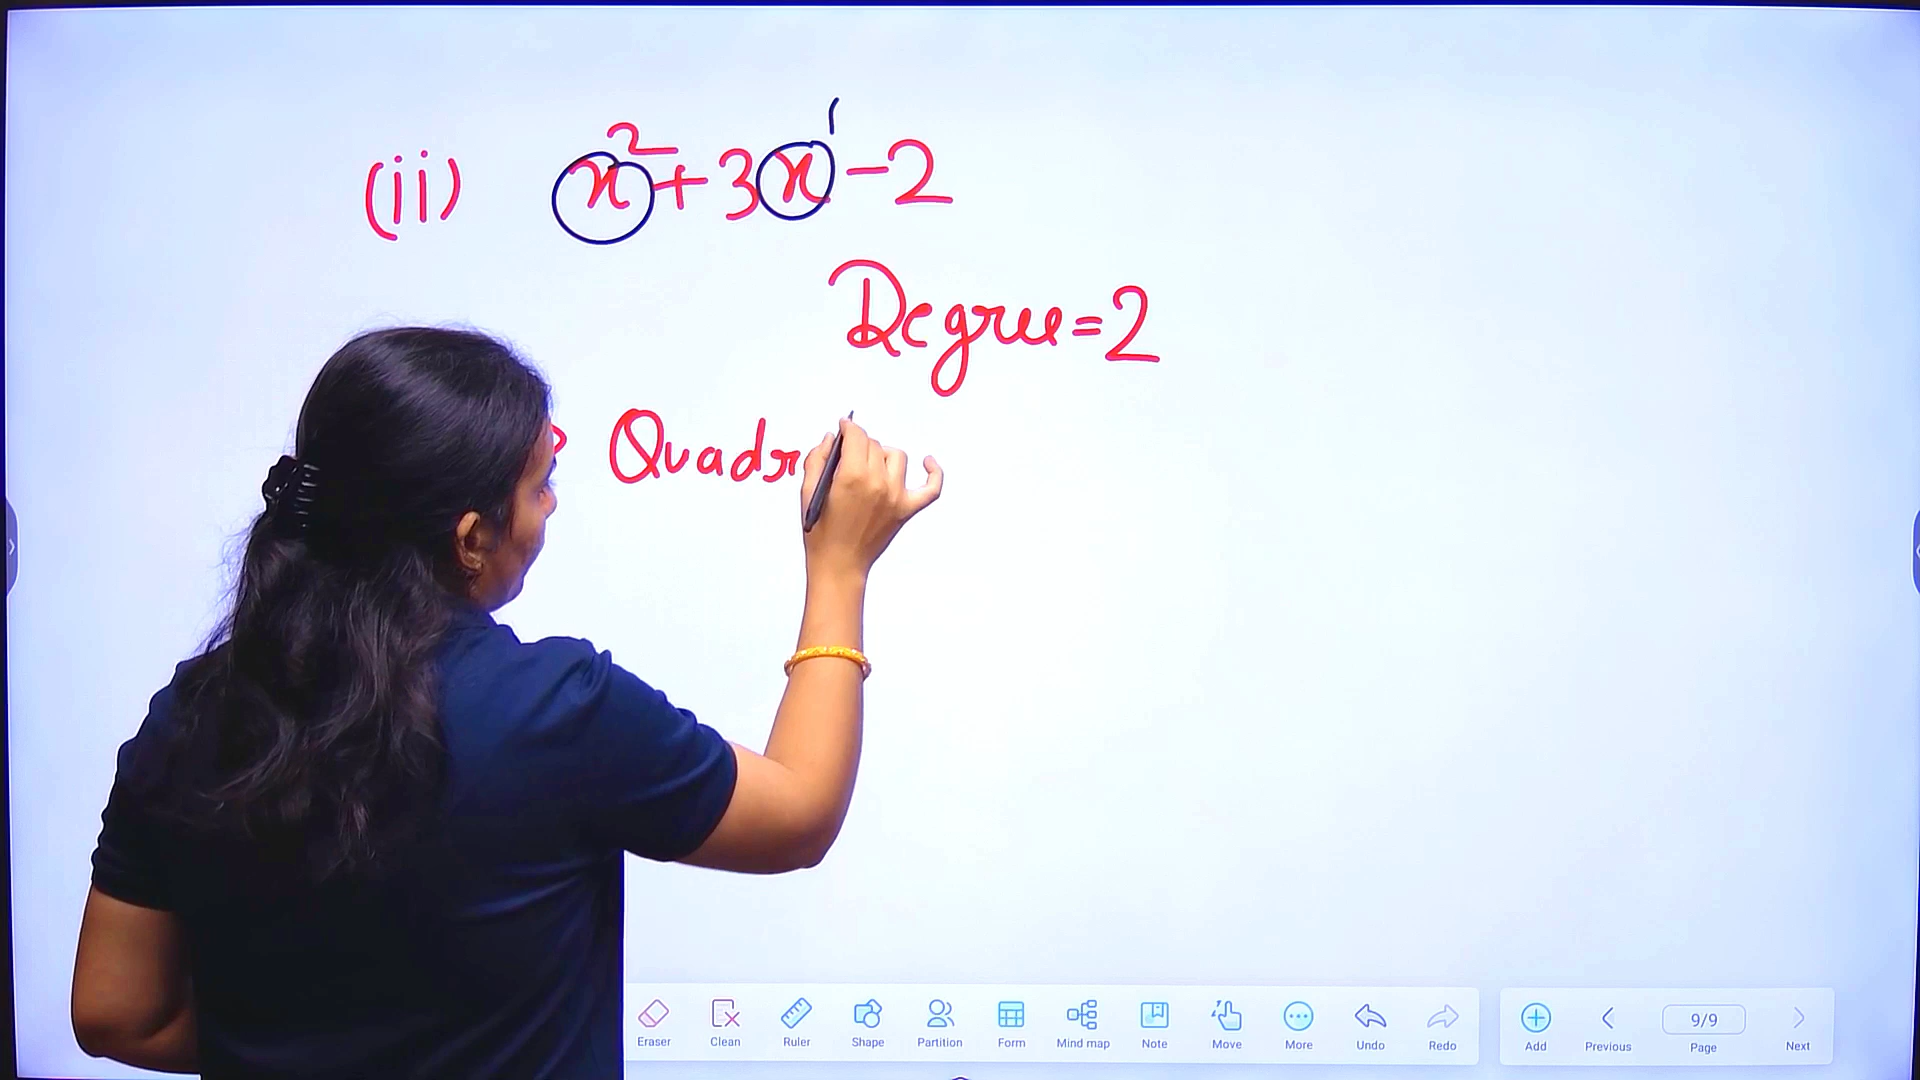 (ii) x²+3x¹-2
Degree=2
Quadr
Eraser Clean Ruler Shape Partition Form Mind map Note Move More Undo Redo Add Previous 9/9 Page Next